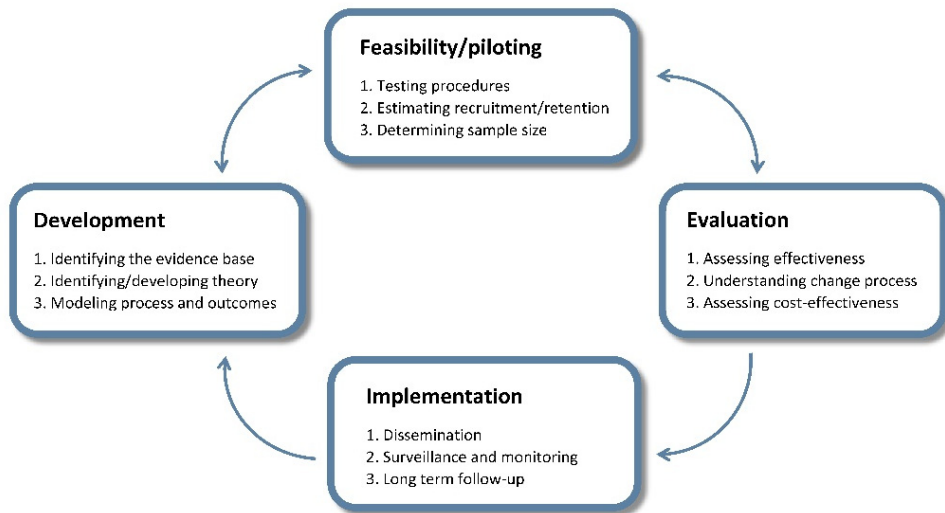 Feasibility/piloting
1. Testing procedures
2. Estimating recruitment/retention
3. Determining sample size
Development
1. Identifying the evidence base
2. Identifying/developing theory
3. Modeling process and outcomes
Evaluation
1. Assessing effectiveness
2. Understanding change process
3. Assessing cost-effectiveness
Implementation
1. Dissemination
2. Surveillance and monitoring
3. Long term follow-up